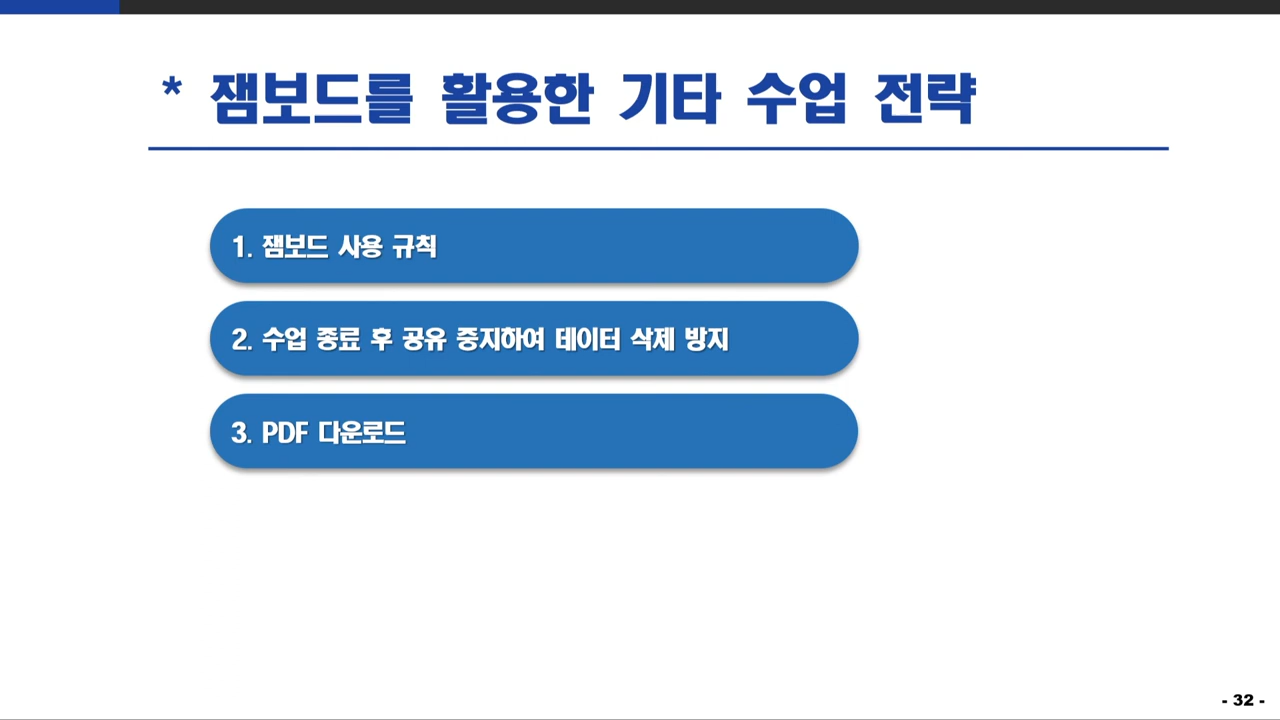 * 잼보드를 활용한 기타 수업 전략
1. 잼보드 사용 규칙
2. 수업 종료 후 공유 중지하여 데이터 삭제 방지
3. PDF 다운로드
- 32 -